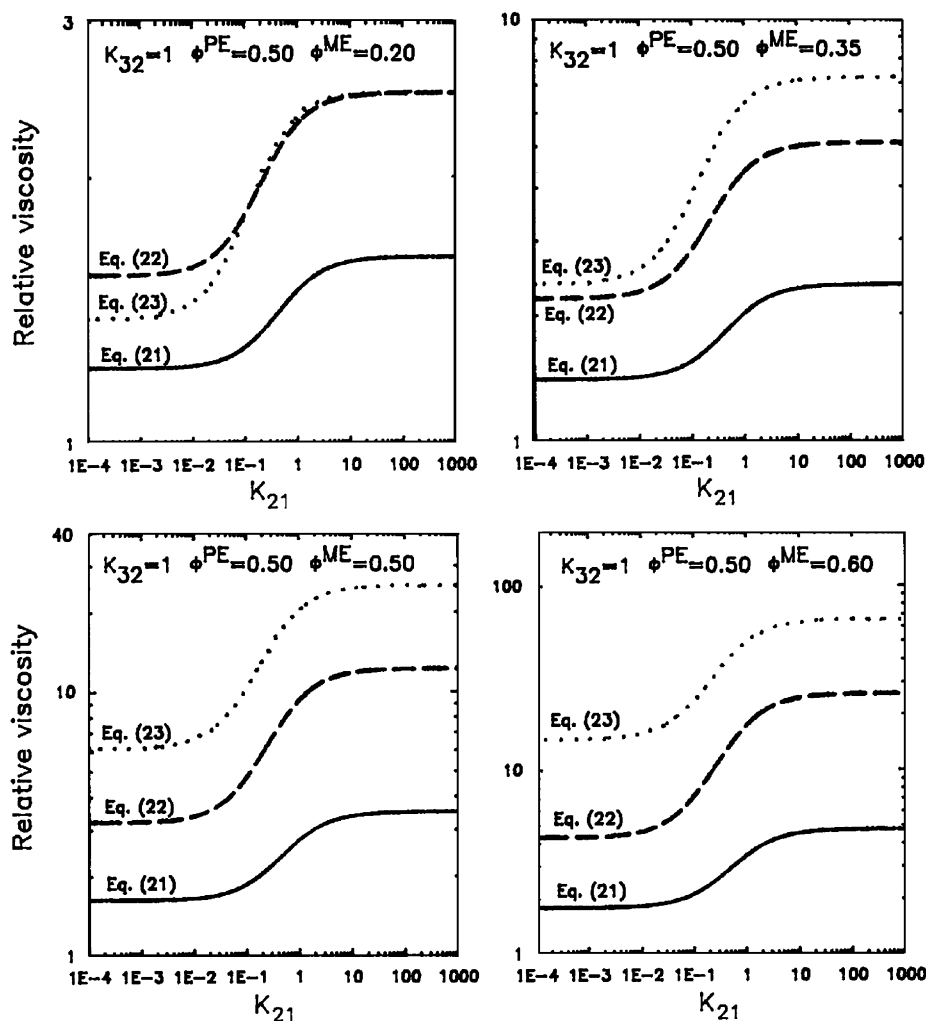 3
K32=1 ϕPE=0.50 ϕME=0.20
Relative viscosity
Eq. (22)
Eq. (23)
Eq. (21)
1
1E-4 1E-3 1E-2 1E-1 1 10 100 1000
K21
10
K32=1 ϕPE=0.50 ϕME=0.35
Eq. (23)
Eq. (22)
Eq. (21)
1
1E-4 1E-3 1E-2 1E-1 1 10 100 1000
K21
40
K32=1 ϕPE=0.50 ϕME=0.50
10
Relative viscosity
Eq. (23)
Eq. (22)
Eq. (21)
1
1E-4 1E-3 1E-2 1E-1 1 10 100 1000
K21
K32=1 ϕPE=0.50 ϕME=0.60
100
Eq. (23)
10
Eq. (22)
Eq. (21)
1
1E-4 1E-3 1E-2 1E-1 1 10 100 1000
K21